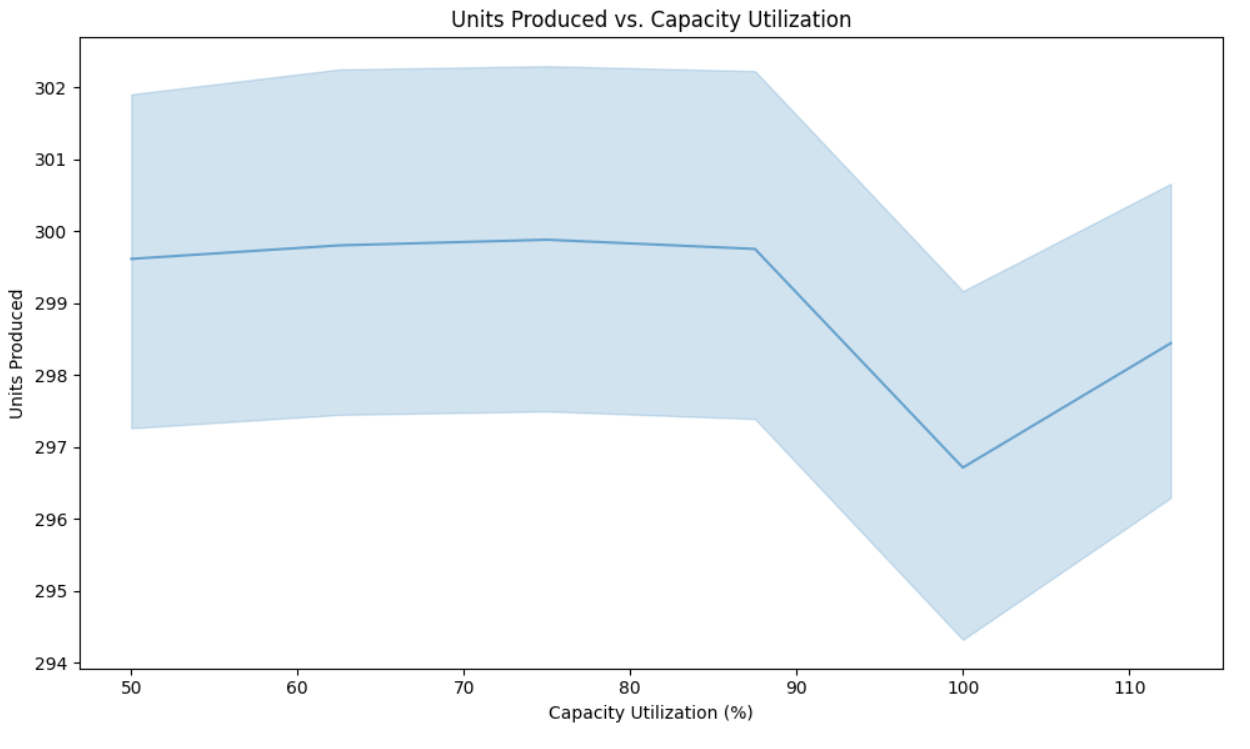 Units Produced vs. Capacity Utilization
302
301
300
299
298
297
296
295
294
Units Produced
50 60 70 80 90 100 110
Capacity Utilization (%)